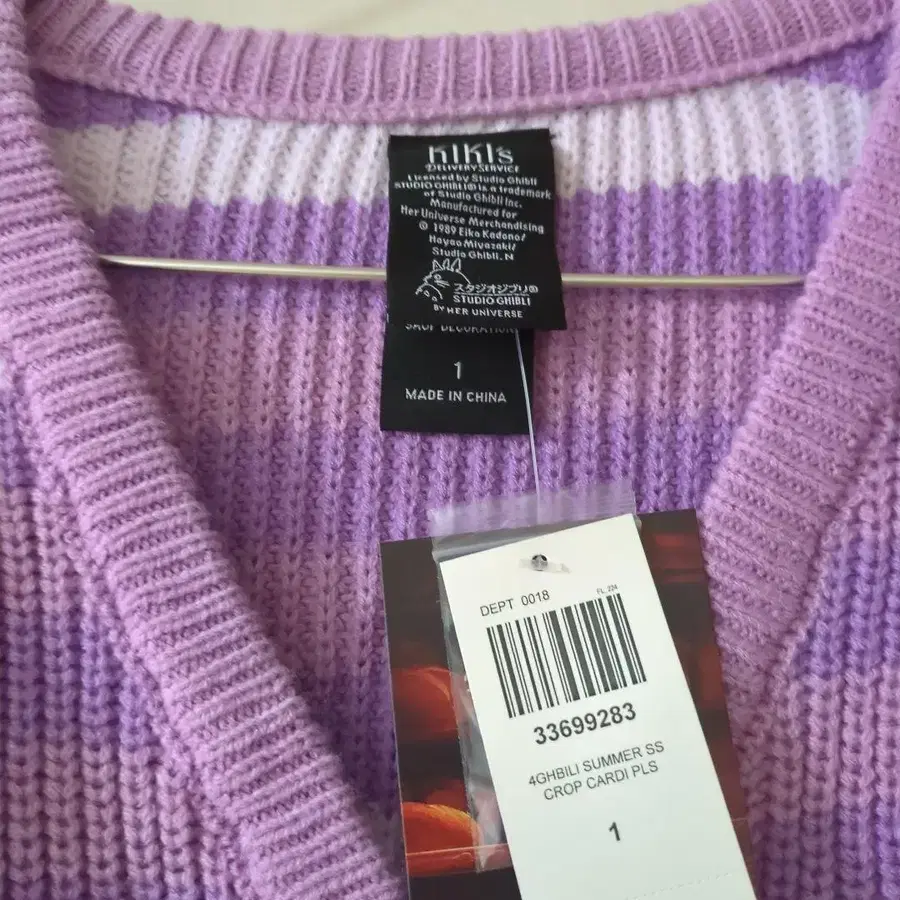 KIKI's
DELIVERY SERVICE
Licensed by Studio Ghibli
STUDIO GHIBLI® is a trademark
of Studio Ghibli Inc.
Manufactured for
Her Universe Merchandising
© 1989 Eiko Kadono/
Hayao Miyazaki/
Studio Ghibli. N
スタジオジブリ®
STUDIO GHIBLI
BY HER UNIVERSE
1
MADE IN CHINA
DEPT 0018
FL_224
33699283
4GHBILI SUMMER SS
CROP CARDI PLS
1